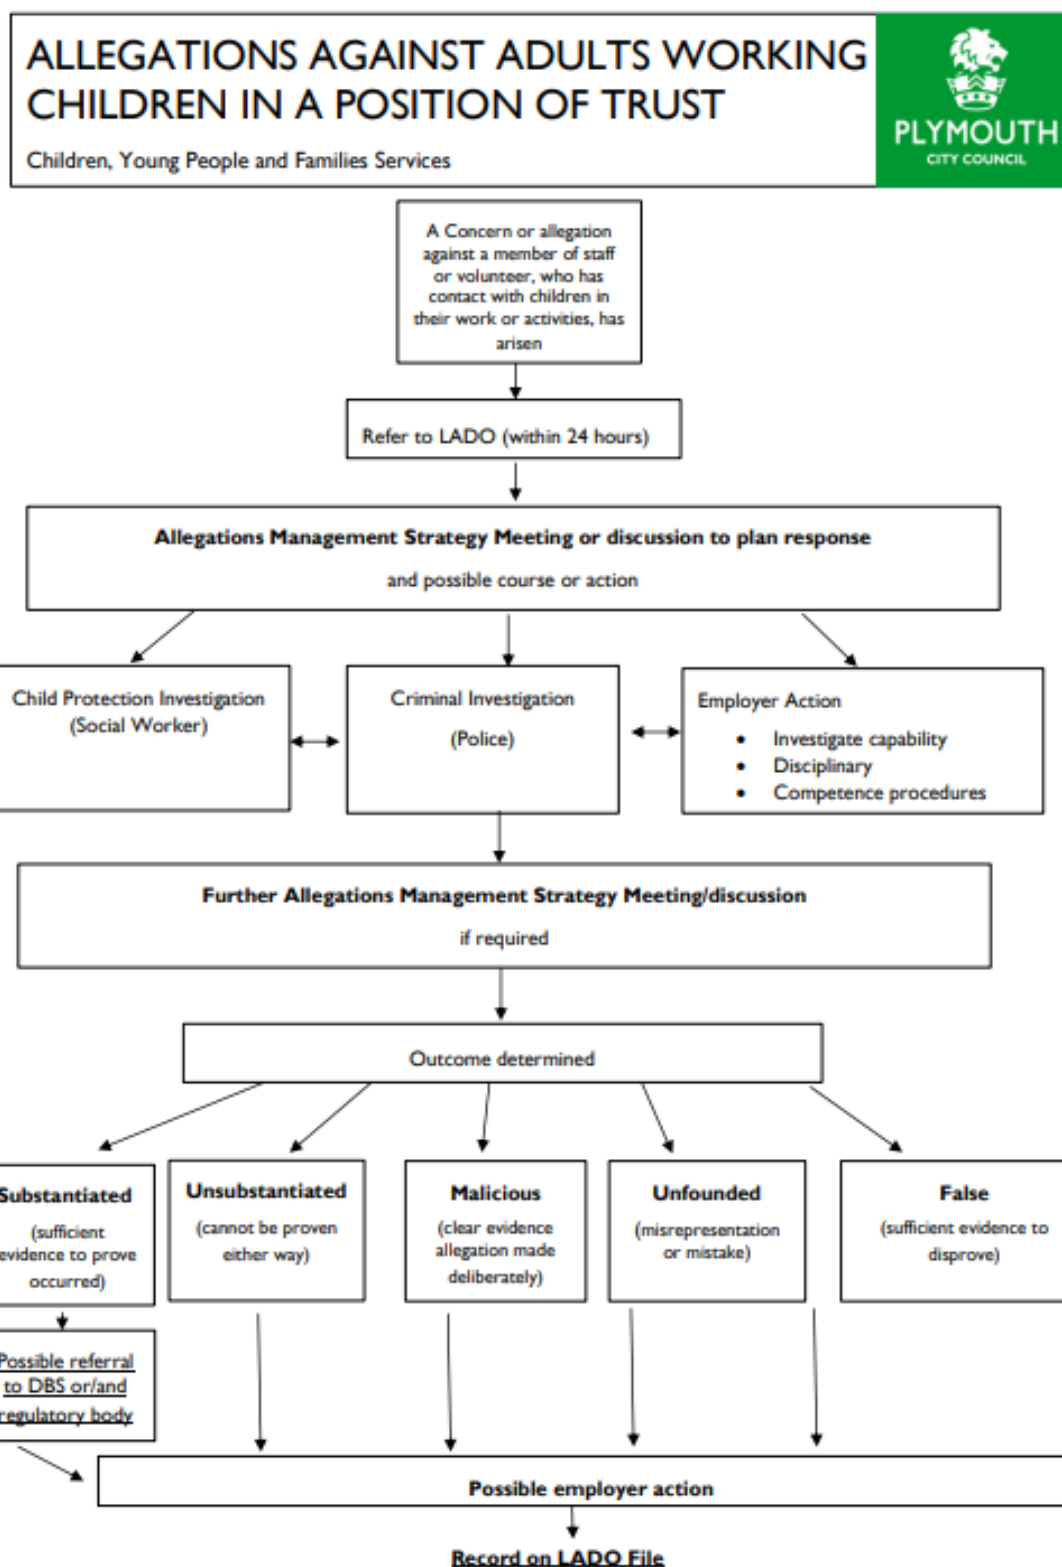 ALLEGATIONS AGAINST ADULTS WORKING
CHILDREN IN A POSITION OF TRUST
Children, Young People and Families Services
PLYMOUTH
CITY COUNCIL
A Concern or allegation
against a member of staff
or volunteer, who has
contact with children in
their work or activities, has
arisen
Refer to LADO (within 24 hours)
Allegations Management Strategy Meeting or discussion to plan response
and possible course or action
Child Protection Investigation
(Social Worker)
Criminal Investigation
(Police)
Employer Action
• Investigate capability
• Disciplinary
• Competence procedures
Further Allegations Management Strategy Meeting/discussion
if required
Outcome determined
Substantiated
(sufficient
evidence to prove
occurred)
Unsubstantiated
(cannot be proven
either way)
Malicious
(clear evidence
allegation made
deliberately)
Unfounded
(misrepresentation
or mistake)
False
(sufficient evidence to
disprove)
Possible referral
to DBS or/and
regulatory body
Possible employer action
Record on LADO File